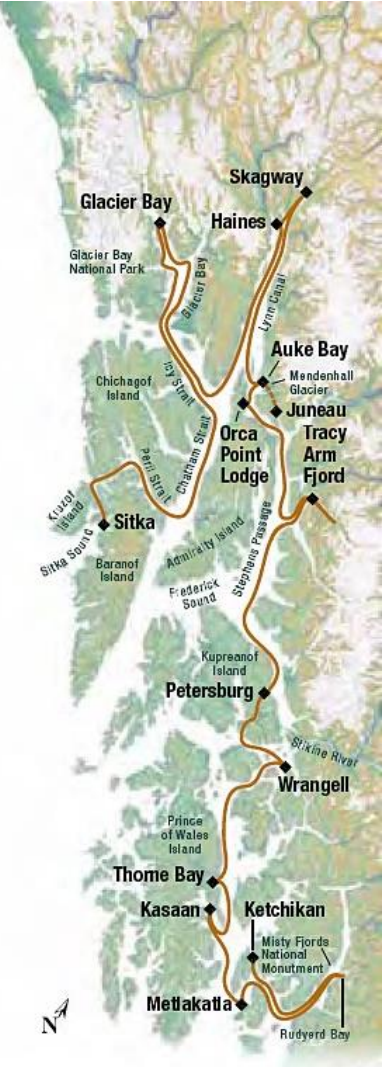 Skagway
Glacier Bay
Haines
Glacier Bay
National Park
Glacier Bay
Lynn Canal
Auke Bay
Mendenhall
Glacier
Icy Strait
Chichagof
Island
Juneau
Orca
Point
Lodge
Tracy
Arm
Fjord
Chatham Strait
Peril Strait
Kruzof
Island
Sitka
Sitka Sound
Baranof
Island
Admiralty Island
Stephens Passage
Frederick
Sound
Kupreanof
Island
Petersburg
Stikine River
Wrangell
Prince
of Wales
Island
Thorne Bay
Kasaan
Ketchikan
Misty Fjords
National
Monutment
Metlakatla
N
Rudyerd Bay